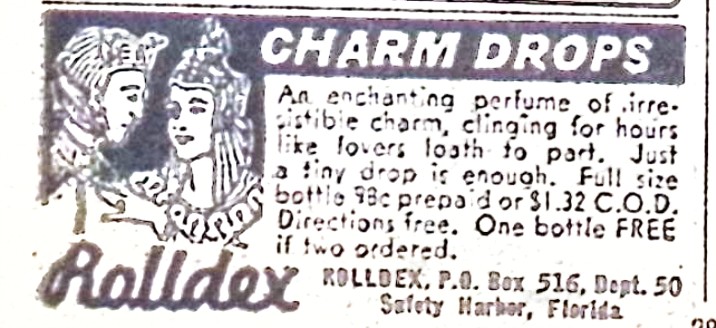 CHARM DROPS
An enchanting perfume of irre-
sistible charm, clinging for hours
like lovers loath to part. Just
a tiny drop is enough. Full size
bottle 98c prepaid or $1.32 C.O.D.
Directions free. One bottle FREE
if two ordered.
Rolldex
ROLLDEX, P.O. Box 516, Dept. 50
Safety Harbor, Florida